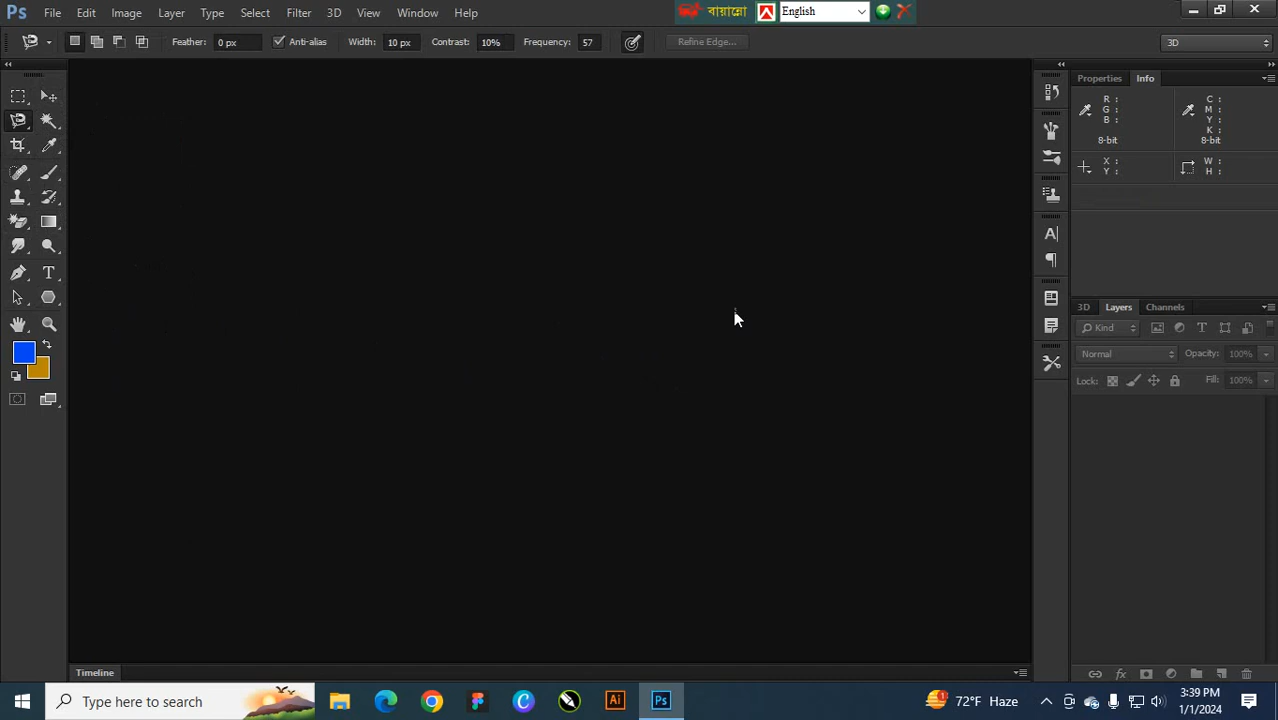 Ps File Edit Image Layer Type Select Filter 3D View Window Help বায়ান্নো English
Feather: 0 px Anti-alias Width: 10 px Contrast: 10% Frequency: 57 Refine Edge... 3D
Properties Info
R : C :
G : M :
B : Y :
K :
8-bit 8-bit
X : W :
Y : H :
3D Layers Channels
Kind
Normal Opacity: 100%
Lock: Fill: 100%
Timeline
Type here to search Ai Ps 72°F Haze 3:39 PM
1/1/2024